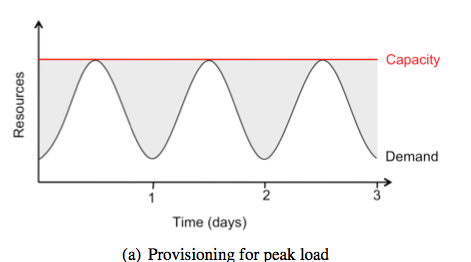 Capacity
Resources
Demand
1
2
3
Time (days)
(a) Provisioning for peak load